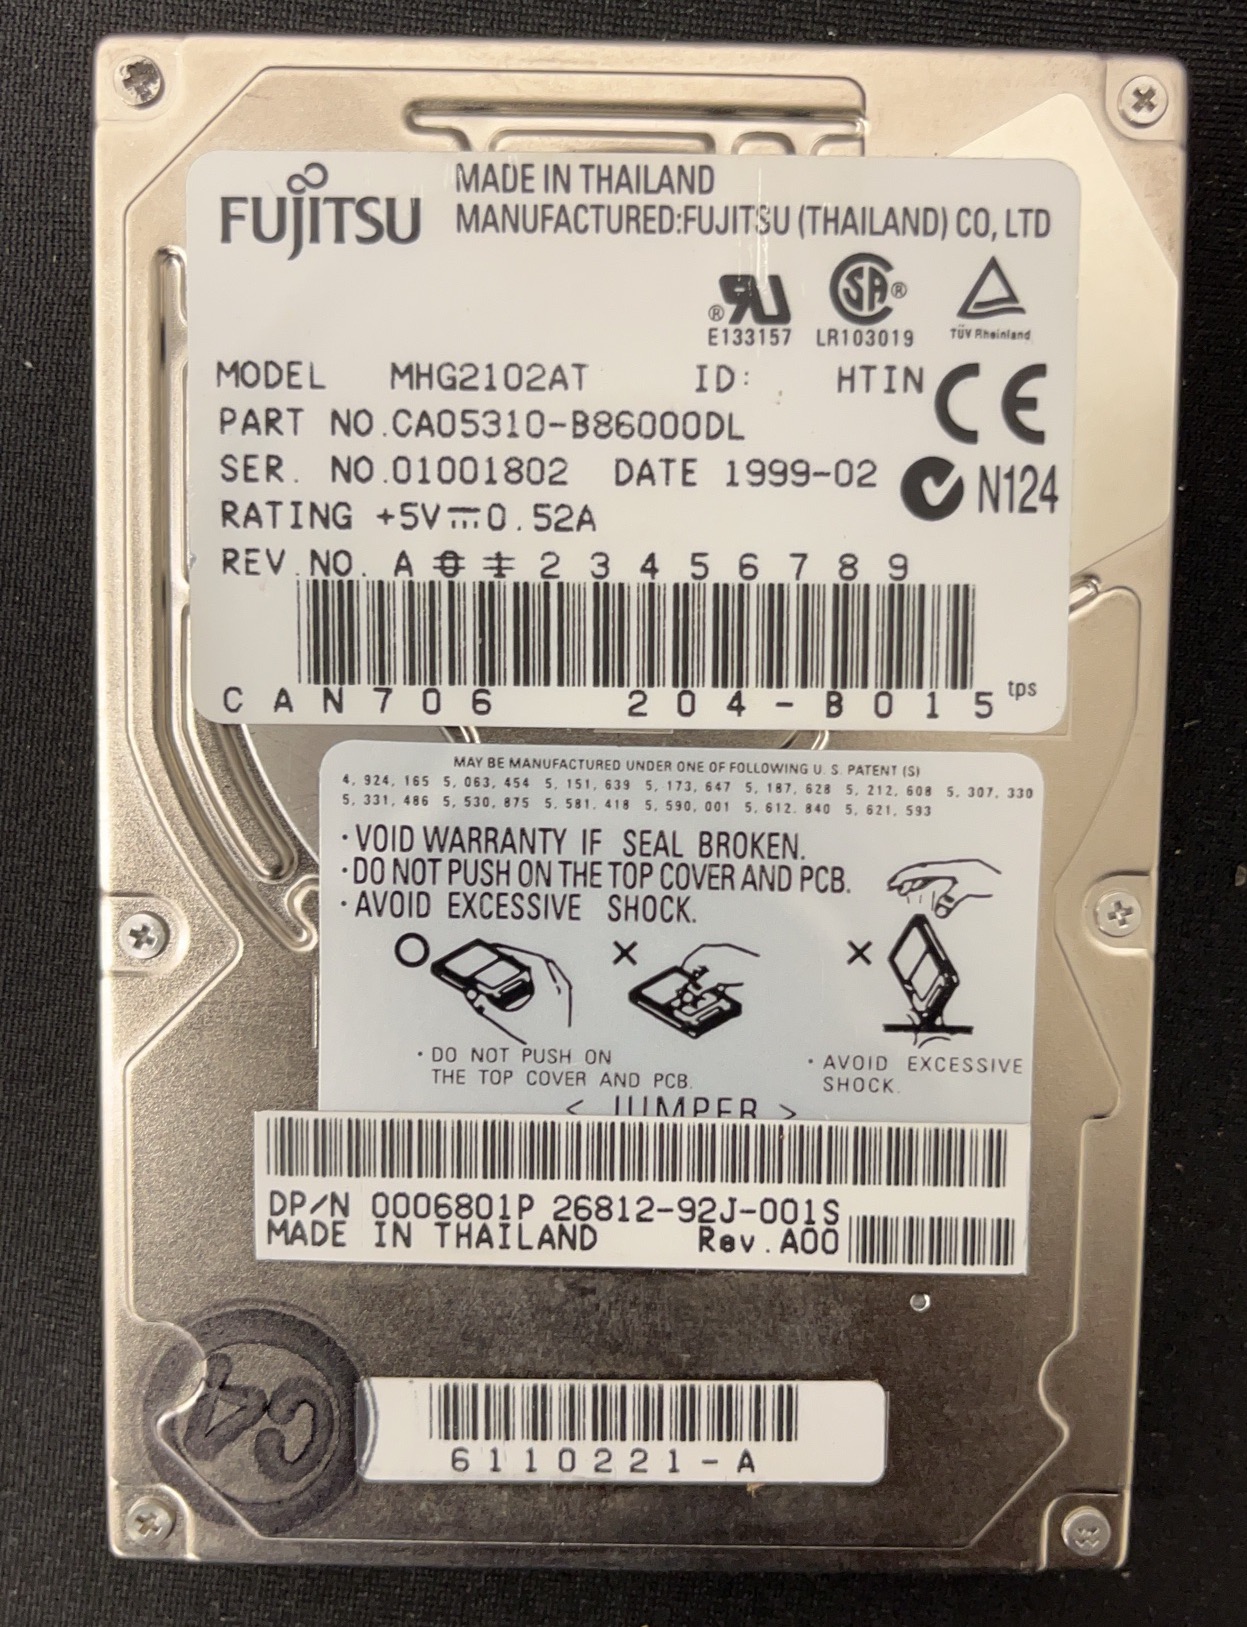 FUJITSU
MADE IN THAILAND
MANUFACTURED:FUJITSU (THAILAND) CO, LTD
E133157 LR103019 TÜV Rheinland
MODEL MHG2102AT ID: HTIN
PART NO.CA05310-B86000DL
SER. NO.01001802 DATE 1999-02
N124
RATING +5V⎓0.52A
REV.NO. A 0 1 2 3 4 5 6 7 8 9
CAN706 204-B015 tps
MAY BE MANUFACTURED UNDER ONE OF FOLLOWING U. S. PATENT (S)
4, 924, 165 5, 063, 454 5, 151, 639 5, 173, 647 5, 187, 628 5, 212, 608 5, 307, 330
5, 331, 486 5, 530, 875 5, 581, 418 5, 590, 001 5, 612. 840 5, 621, 593
・VOID WARRANTY IF SEAL BROKEN.
・DO NOT PUSH ON THE TOP COVER AND PCB.
・AVOID EXCESSIVE SHOCK.
・DO NOT PUSH ON
THE TOP COVER AND PCB.
・AVOID EXCESSIVE
SHOCK.
< JUMPER >
DP/N 0006801P 26812-92J-001S
MADE IN THAILAND Rev.A00
C4
6110221-A